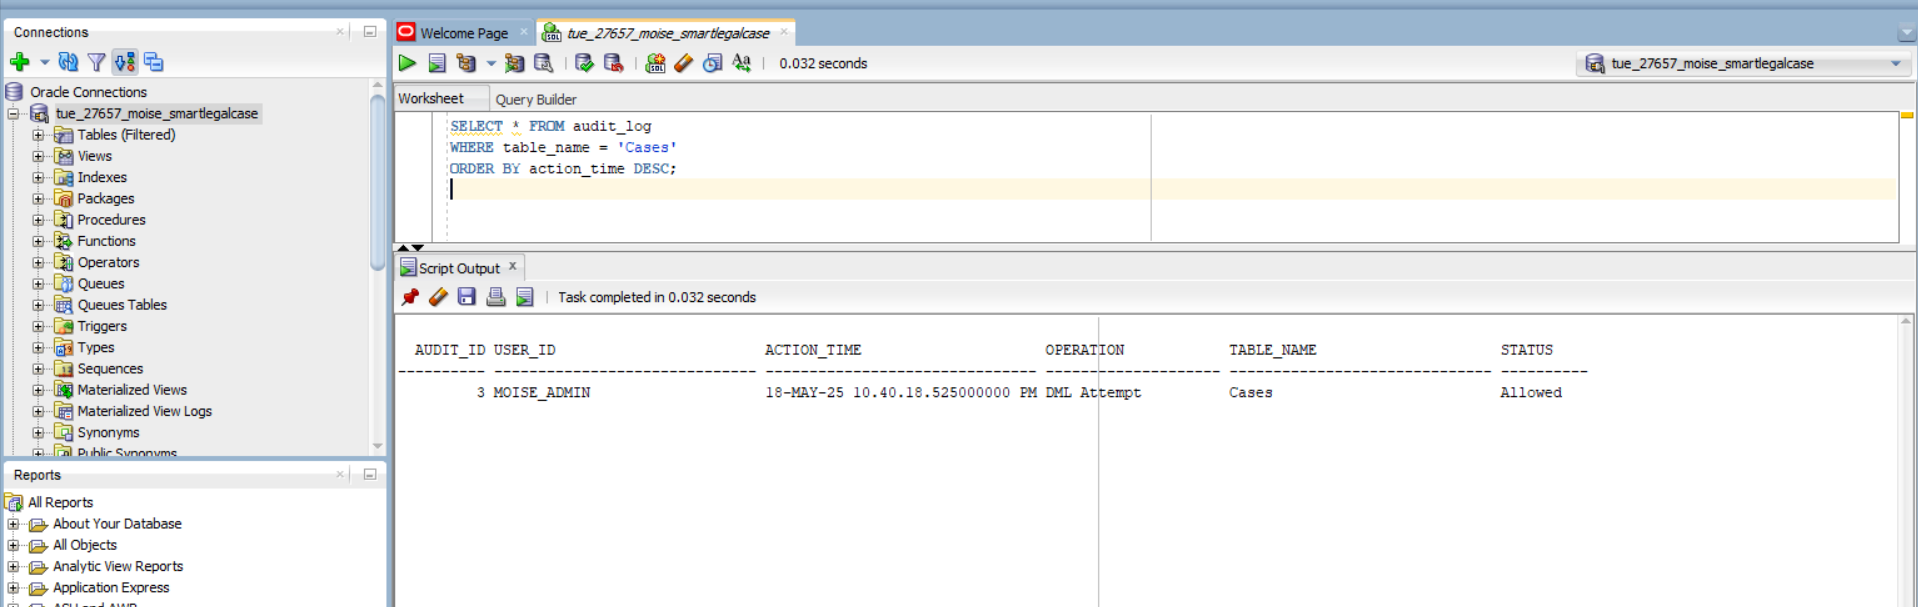 Connections
Oracle Connections
tue_27657_moise_smartlegalcase
Tables (Filtered)
Views
Indexes
Packages
Procedures
Functions
Operators
Queues
Queues Tables
Triggers
Types
Sequences
Materialized Views
Materialized View Logs
Synonyms
Public Synonyms
Reports
All Reports
About Your Database
All Objects
Analytic View Reports
Application Express
ASH and AWR
Welcome Page
tue_27657_moise_smartlegalcase
0.032 seconds
tue_27657_moise_smartlegalcase
Worksheet Query Builder
SELECT * FROM audit_log
WHERE table_name = 'Cases'
ORDER BY action_time DESC;
Script Output
Task completed in 0.032 seconds
AUDIT_ID USER_ID ACTION_TIME OPERATION TABLE_NAME STATUS
---------- ------------------------------ ------------------------------- -------------------- ------------------------------ ----------
3 MOISE_ADMIN 18-MAY-25 10.40.18.525000000 PM DML Attempt Cases Allowed